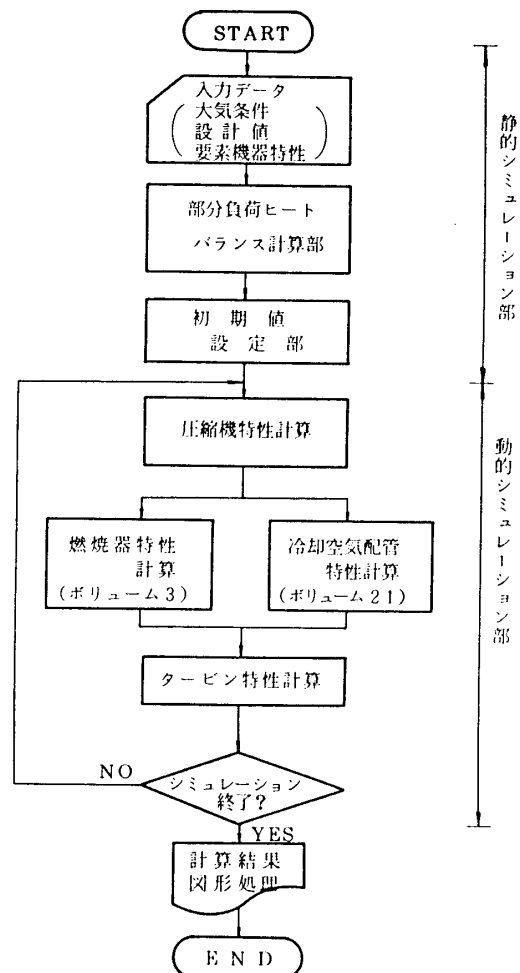 START
入力データ
大気条件
設計値
要素機器特性
静的シミュレーション部
部分負荷ヒート
バランス計算部
初期値
設定部
圧縮機特性計算
動的シミュレーション部
燃焼器特性
計算
(ボリューム3)
冷却空気配管
特性計算
(ボリューム21)
タービン特性計算
NO
シミュレーション
終了?
YES
計算結果
図形処理
END